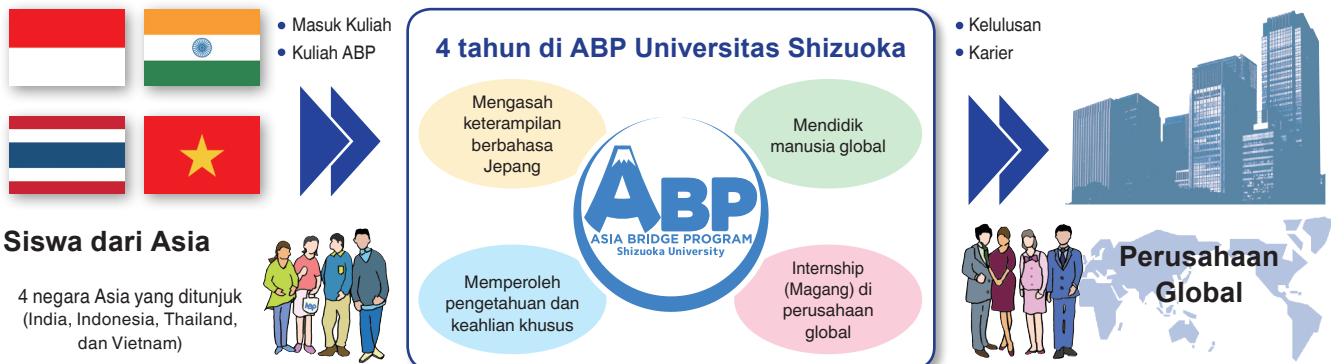 • Masuk Kuliah
• Kuliah ABP
Siswa dari Asia
4 negara Asia yang ditunjuk
(India, Indonesia, Thailand,
dan Vietnam)
ABP
4 tahun di ABP Universitas Shizuoka
Mengasah
keterampilan
berbahasa
Jepang
Mendidik
manusia global
ABP
ASIA BRIDGE PROGRAM
Shizuoka University
Memperoleh
pengetahuan dan
keahlian khusus
Internship
(Magang) di
perusahaan
global
• Kelulusan
• Karier
Perusahaan
Global